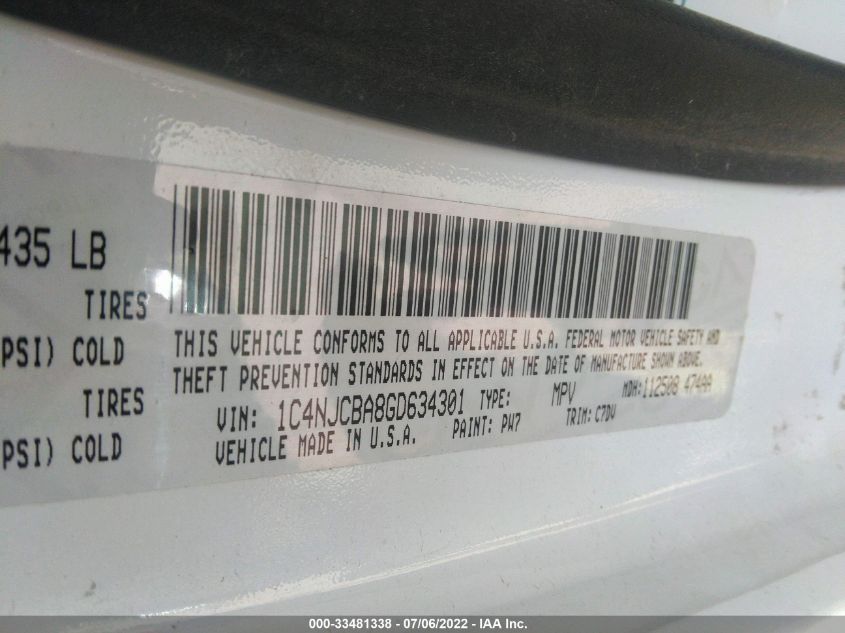 435 LB
TIRES
PSI) COLD
TIRES
PSI) COLD
THIS VEHICLE CONFORMS TO ALL APPLICABLE U.S.A. FEDERAL MOTOR VEHICLE SAFETY AND
THEFT PREVENTION STANDARDS IN EFFECT ON THE DATE OF MANUFACTURE SHOWN ABOVE.
VIN: 1C4NJCBA8GD634301 TYPE: MPV MDH: 112508 474AA
VEHICLE MADE IN U.S.A. PAINT: PW7 TRIM: C7DV
000-33481338 - 07/06/2022 - IAA Inc.